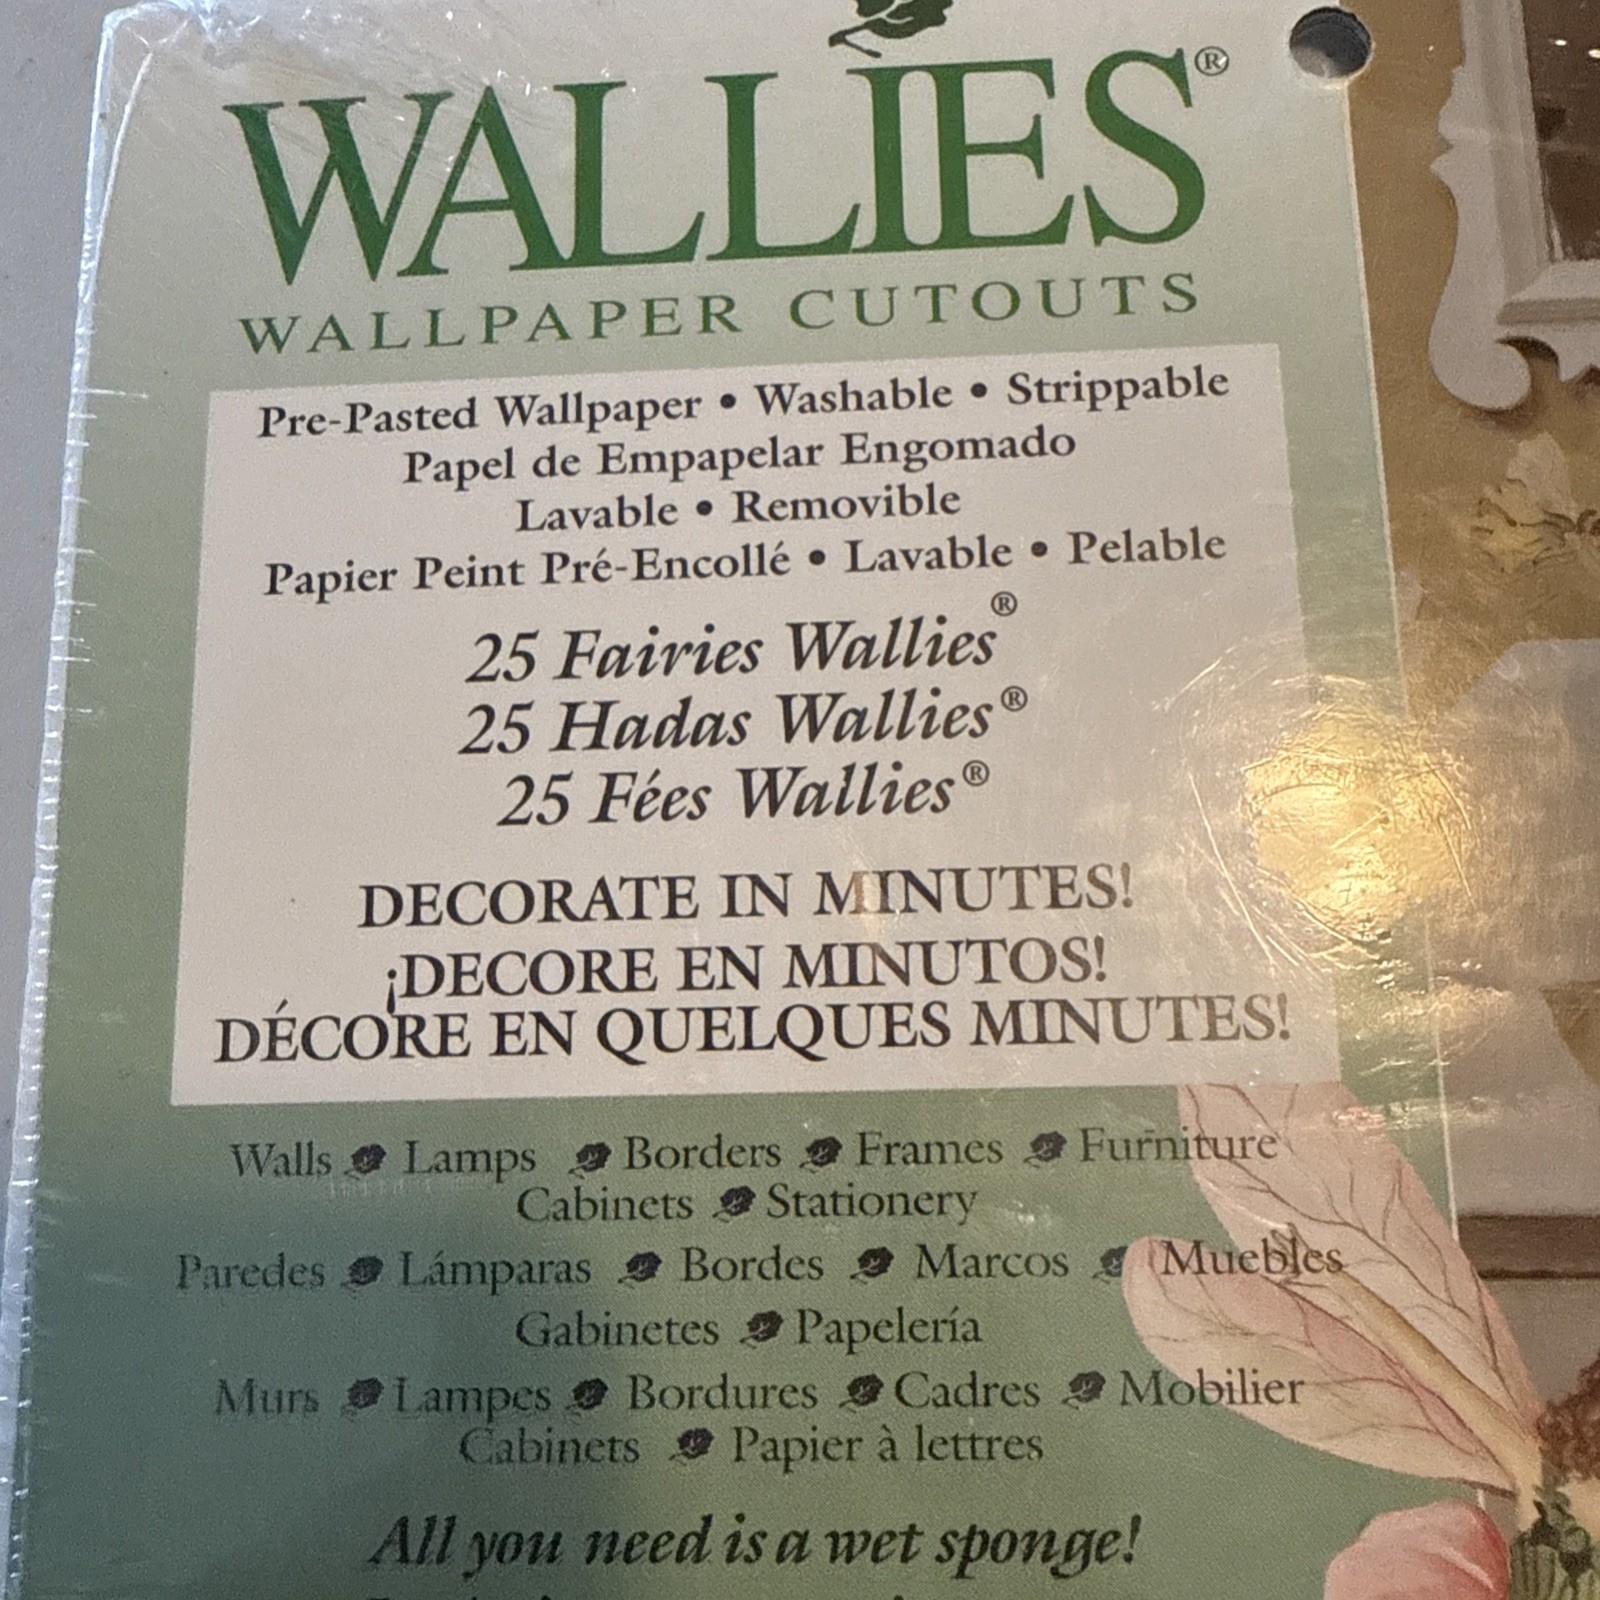 WALLIES®
WALLPAPER CUTOUTS
Pre-Pasted Wallpaper • Washable • Strippable
Papel de Empapelar Engomado
Lavable • Removible
Papier Peint Pré-Encollé • Lavable • Pelable
25 Fairies Wallies®
25 Hadas Wallies®
25 Fées Wallies®
DECORATE IN MINUTES!
¡DECORE EN MINUTOS!
DÉCORE EN QUELQUES MINUTES!
Walls Lamps Borders Frames Furniture
Cabinets Stationery
Paredes Lámparas Bordes Marcos Muebles
Gabinetes Papelería
Murs Lampes Bordures Cadres Mobilier
Cabinets Papier à lettres
All you need is a wet sponge!